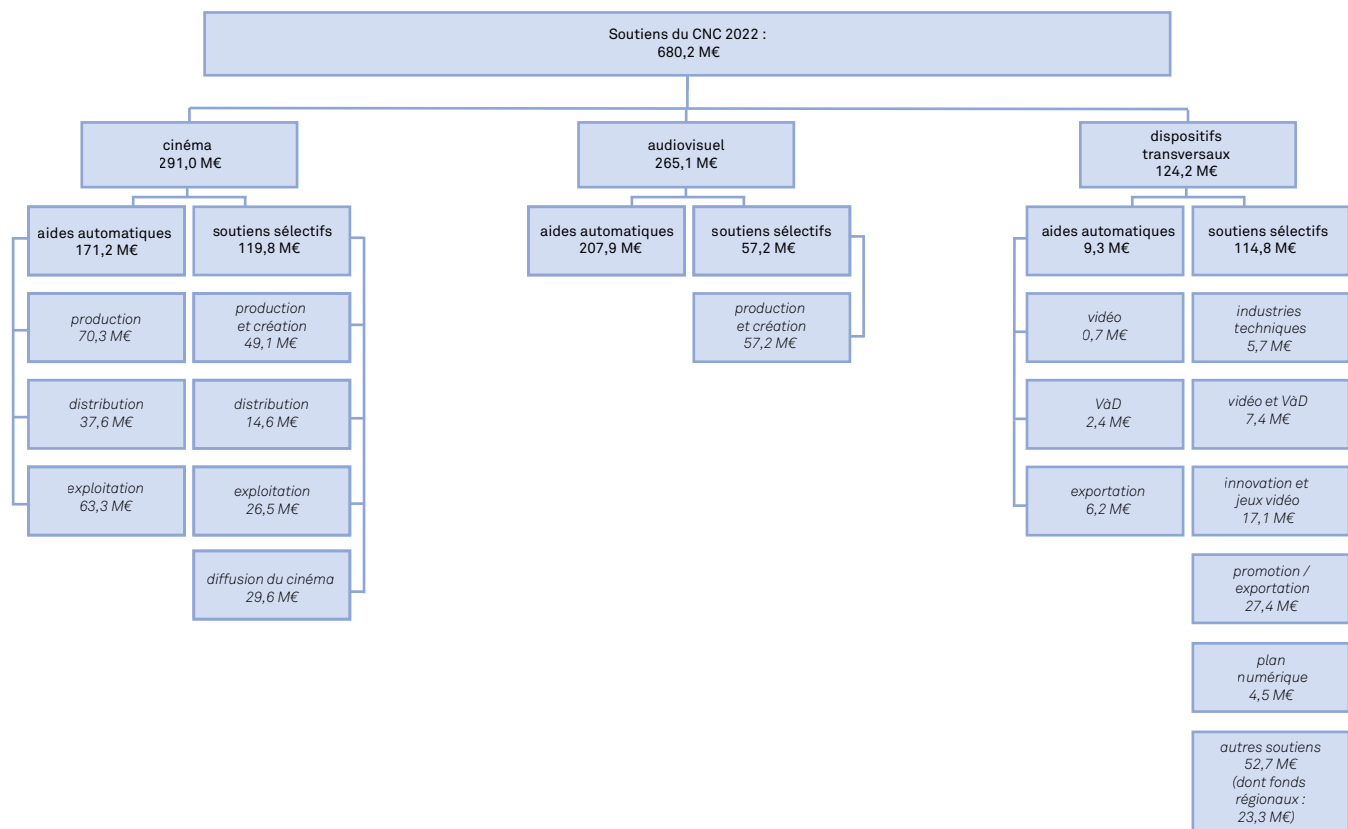 Soutiens du CNC 2022 :
680,2 M€
cinéma
291,0 M€
aides automatiques
171,2 M€
production
70,3 M€
distribution
37,6 M€
exploitation
63,3 M€
soutiens sélectifs
119,8 M€
production
et création
49,1 M€
distribution
14,6 M€
exploitation
26,5 M€
diffusion du cinéma
29,6 M€
audiovisuel
265,1 M€
aides automatiques
207,9 M€
soutiens sélectifs
57,2 M€
production
et création
57,2 M€
dispositifs
transversaux
124,2 M€
aides automatiques
9,3 M€
vidéo
0,7 M€
VàD
2,4 M€
exportation
6,2 M€
soutiens sélectifs
114,8 M€
industries
techniques
5,7 M€
vidéo et VàD
7,4 M€
innovation et
jeux vidéo
17,1 M€
promotion /
exportation
27,4 M€
plan
numérique
4,5 M€
autres soutiens
52,7 M€
(dont fonds
régionaux :
23,3 M€)